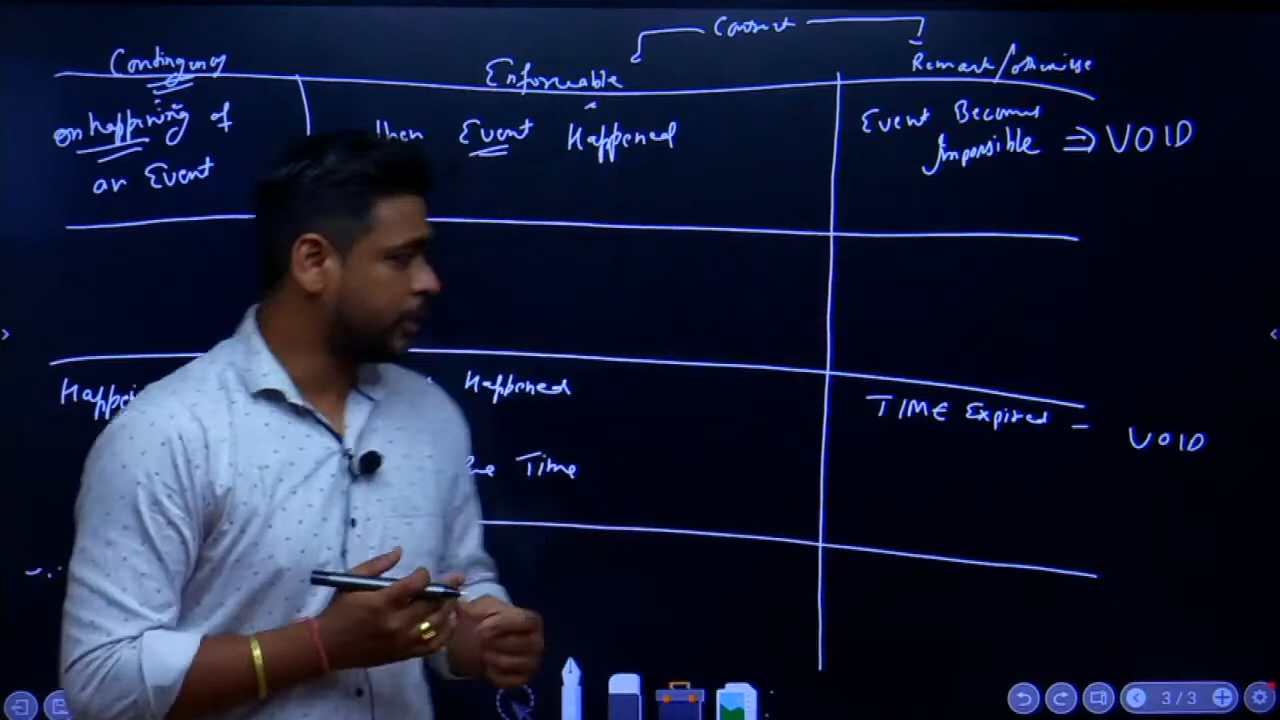 Contract
Contingency
Enforceable
Remark/otherwise
on happening of
an Event
then Event Happened
Event Becomes
Impossible ⇒ VOID
Happened
TIME Expired -
VOID
Time
3/3